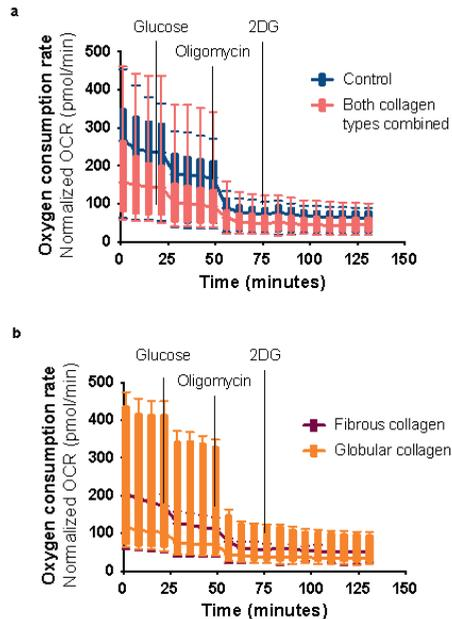 a
Glucose
2DG
Oligomycin
Oxygen consumption rate
Normalized OCR (pmol/min)
500
400
300
200
100
0
0 25 50 75 100 125 150
Time (minutes)
Control
Both collagen
types combined
b
Glucose
2DG
Oligomycin
Oxygen consumption rate
Normalized OCR (pmol/min)
500
400
300
200
100
0
0 25 50 75 100 125 150
Time (minutes)
Fibrous collagen
Globular collagen